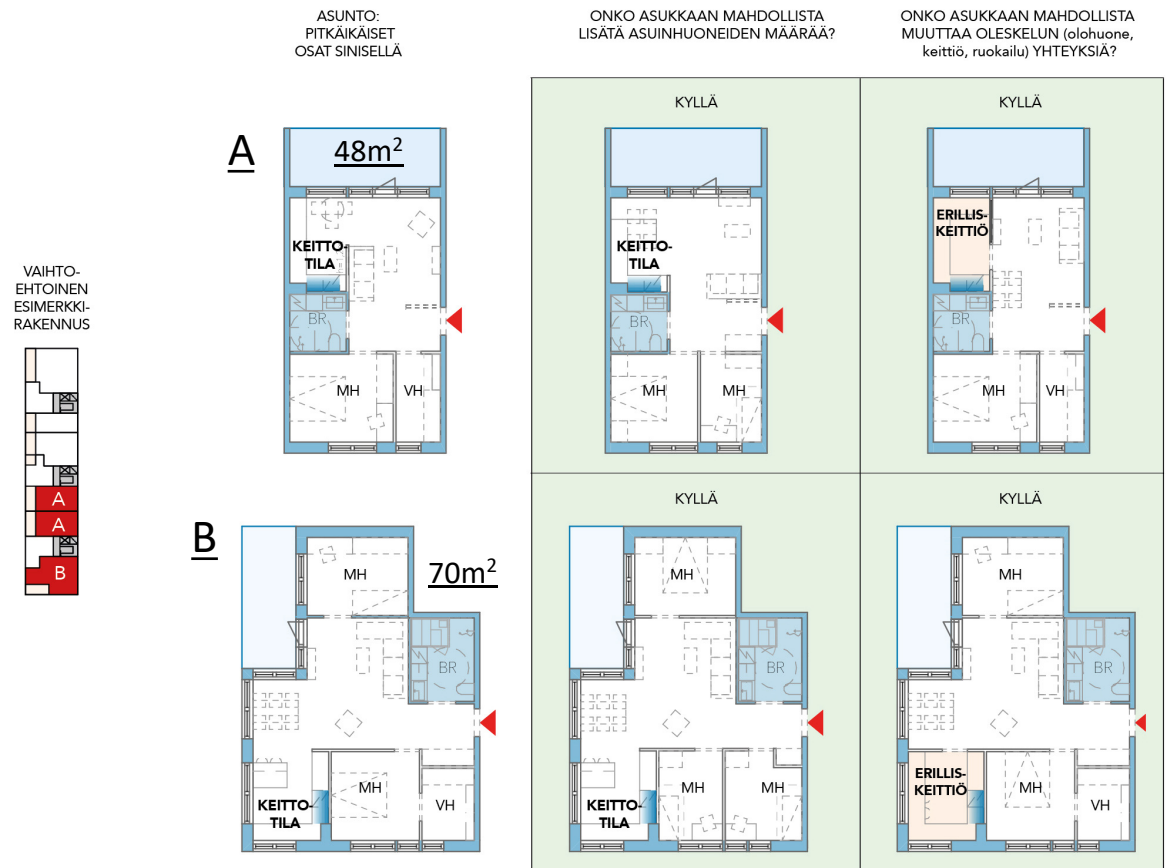 ASUNTO:
PITKÄIKÄISET
OSAT SINISELLÄ
ONKO ASUKKAAN MAHDOLLISTA
LISÄTÄ ASUINHUONEIDEN MÄÄRÄÄ?
ONKO ASUKKAAN MAHDOLLISTA
MUUTTAA OLESKELUN (olohuone,
keittiö, ruokailu) YHTEYKSIÄ?
VAIHTO-
EHTOINEN
ESIMERKKI-
RAKENNUS
A
A
B
A
48m²
KEITTO-
TILA
BR
MH
VH
KYLLÄ
KEITTO-
TILA
BR
MH
MH
KYLLÄ
ERILLIS-
KEITTIÖ
BR
MH
VH
B
70m²
MH
BR
KEITTO-
TILA
MH
VH
KYLLÄ
MH
BR
KEITTO-
TILA
MH
MH
KYLLÄ
MH
BR
ERILLIS-
KEITTIÖ
MH
VH